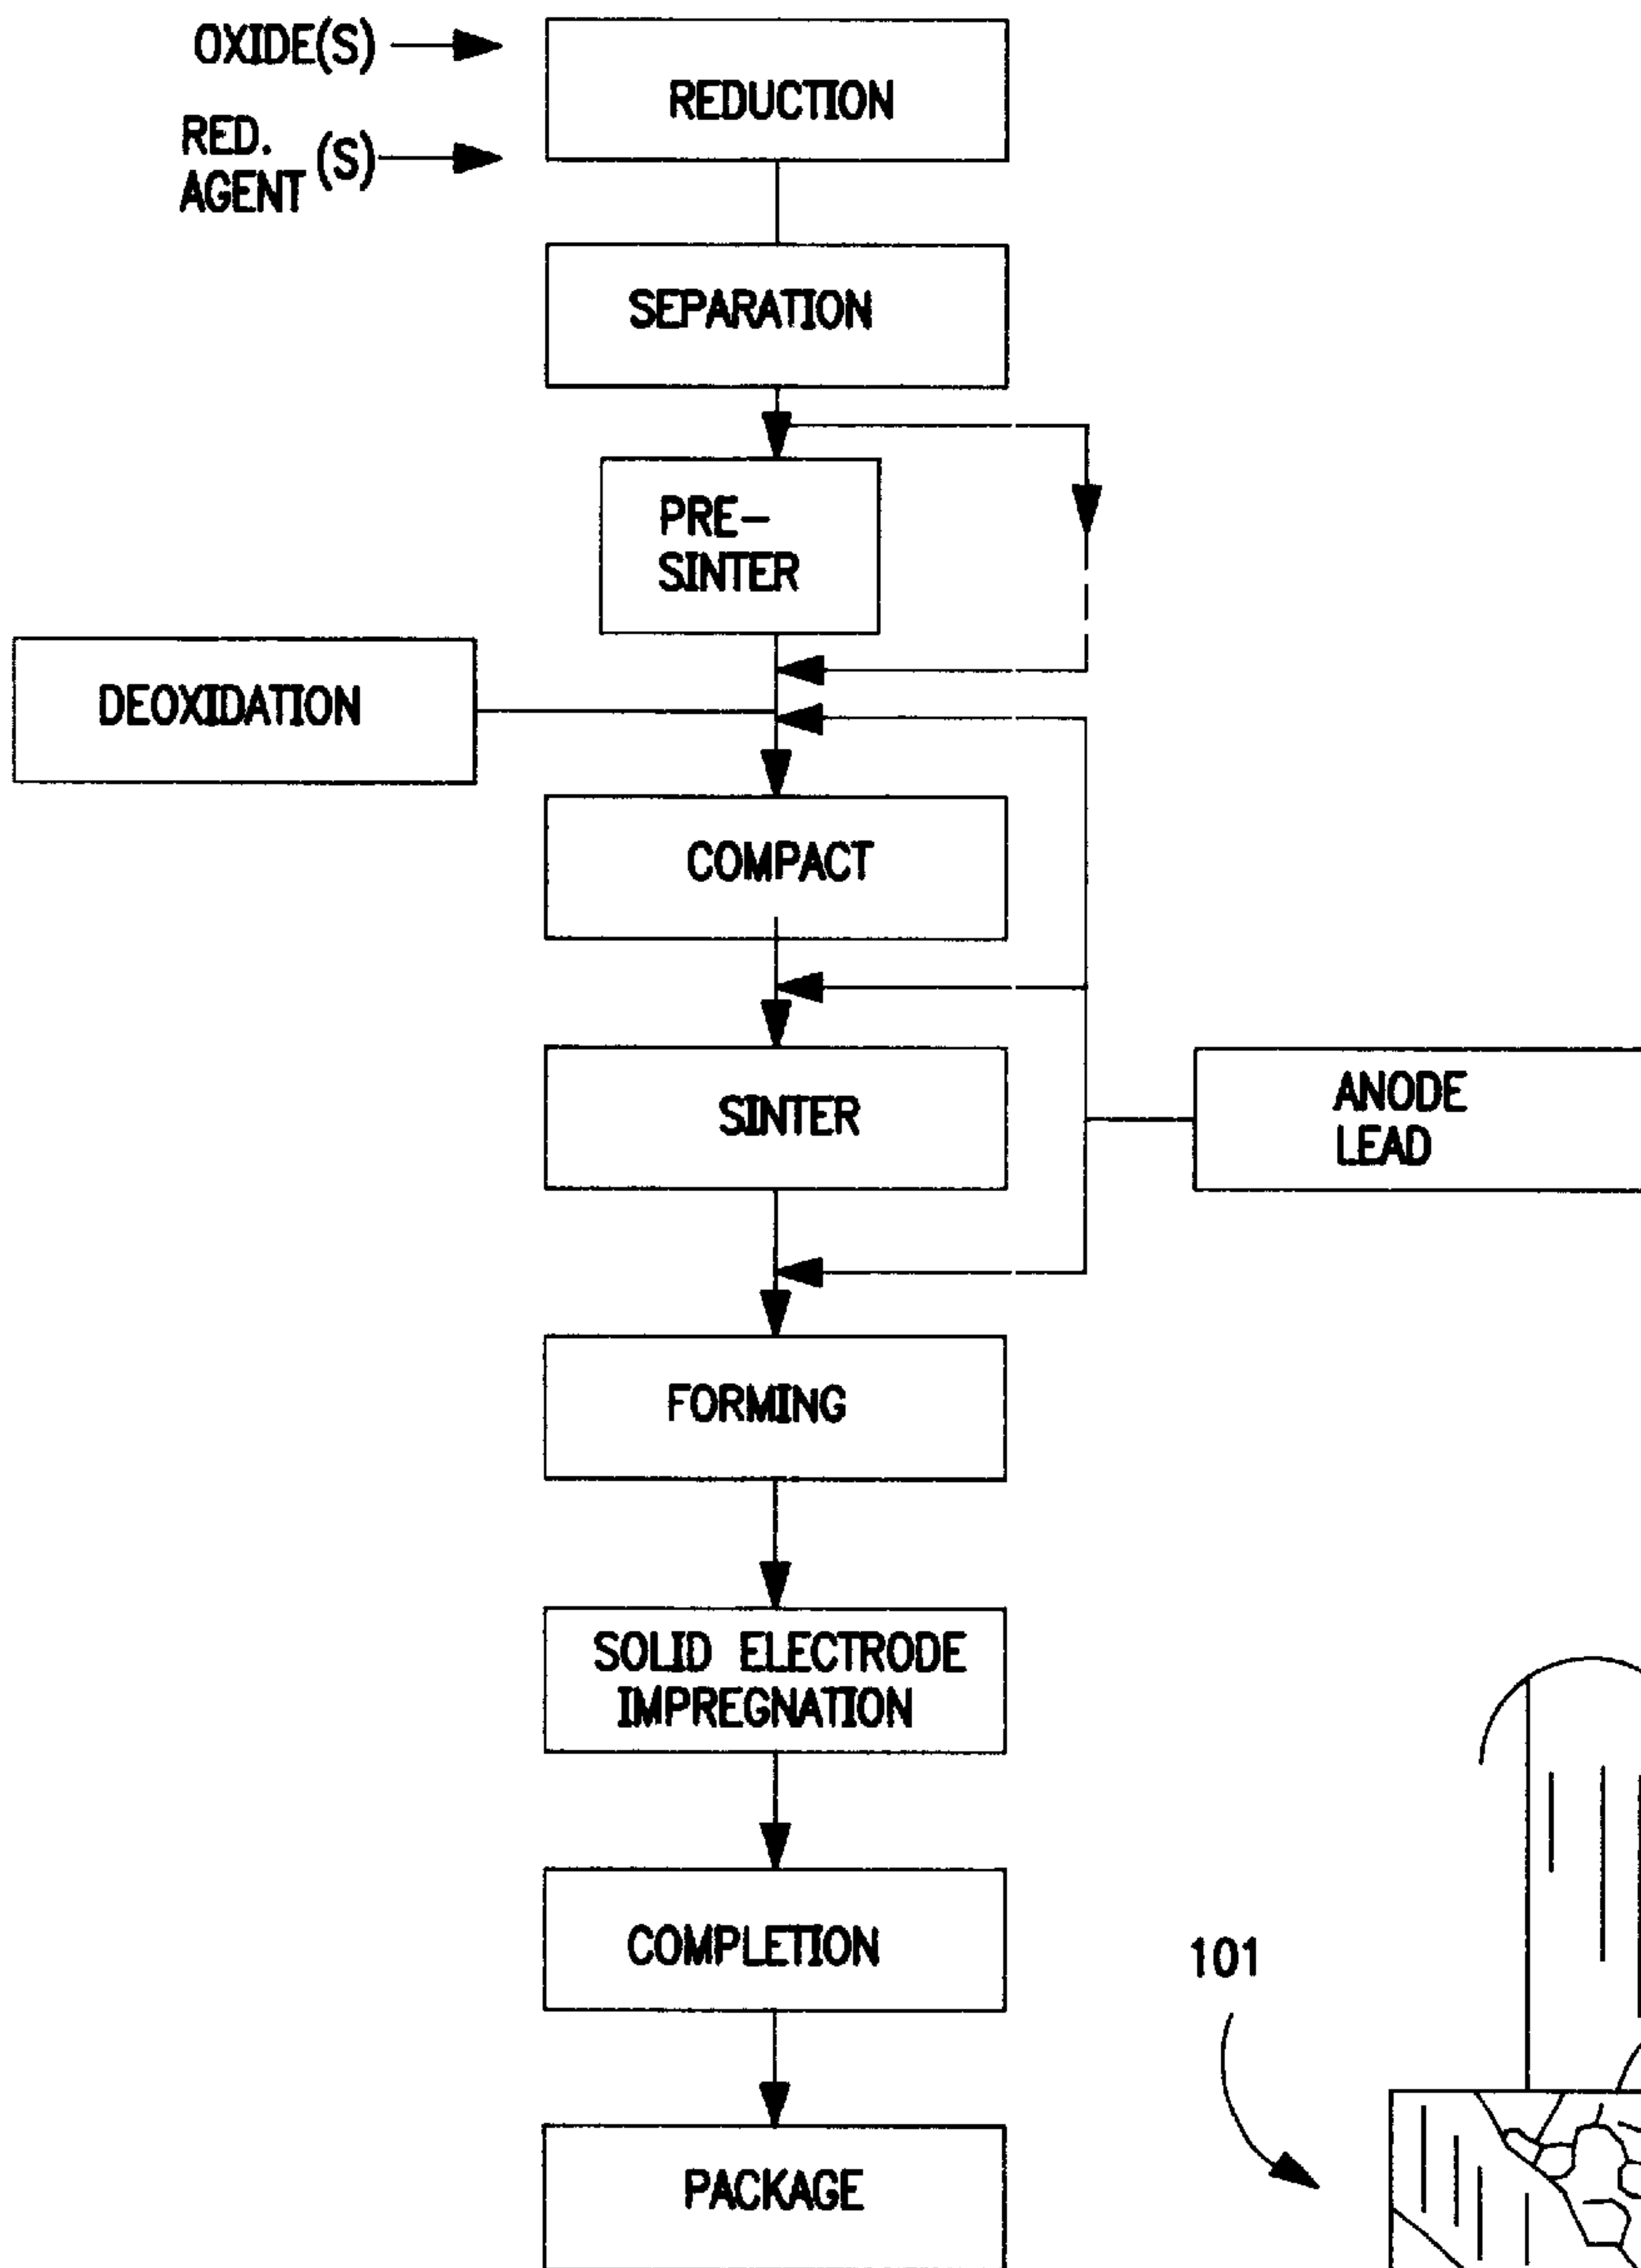 OXIDE(S)
REDUCTION
RED.
AGENT (S)
SEPARATION
PRE-
SINTER
DEOXIDATION
COMPACT
SINTER
ANODE
LEAD
FORMING
SOLID ELECTRODE
IMPREGNATION
COMPLETION
101
PACKAGE